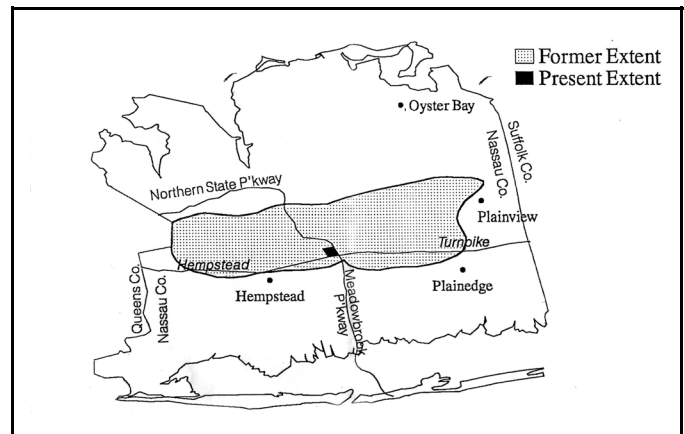 Former Extent
Present Extent
Oyster Bay
Suffolk Co.
Nassau Co.
Northern State P'kway
Plainview
Turnpike
Hempstead
Plainedge
Hempstead
Queens Co.
Nassau Co.
Meadowbrook
P'kway